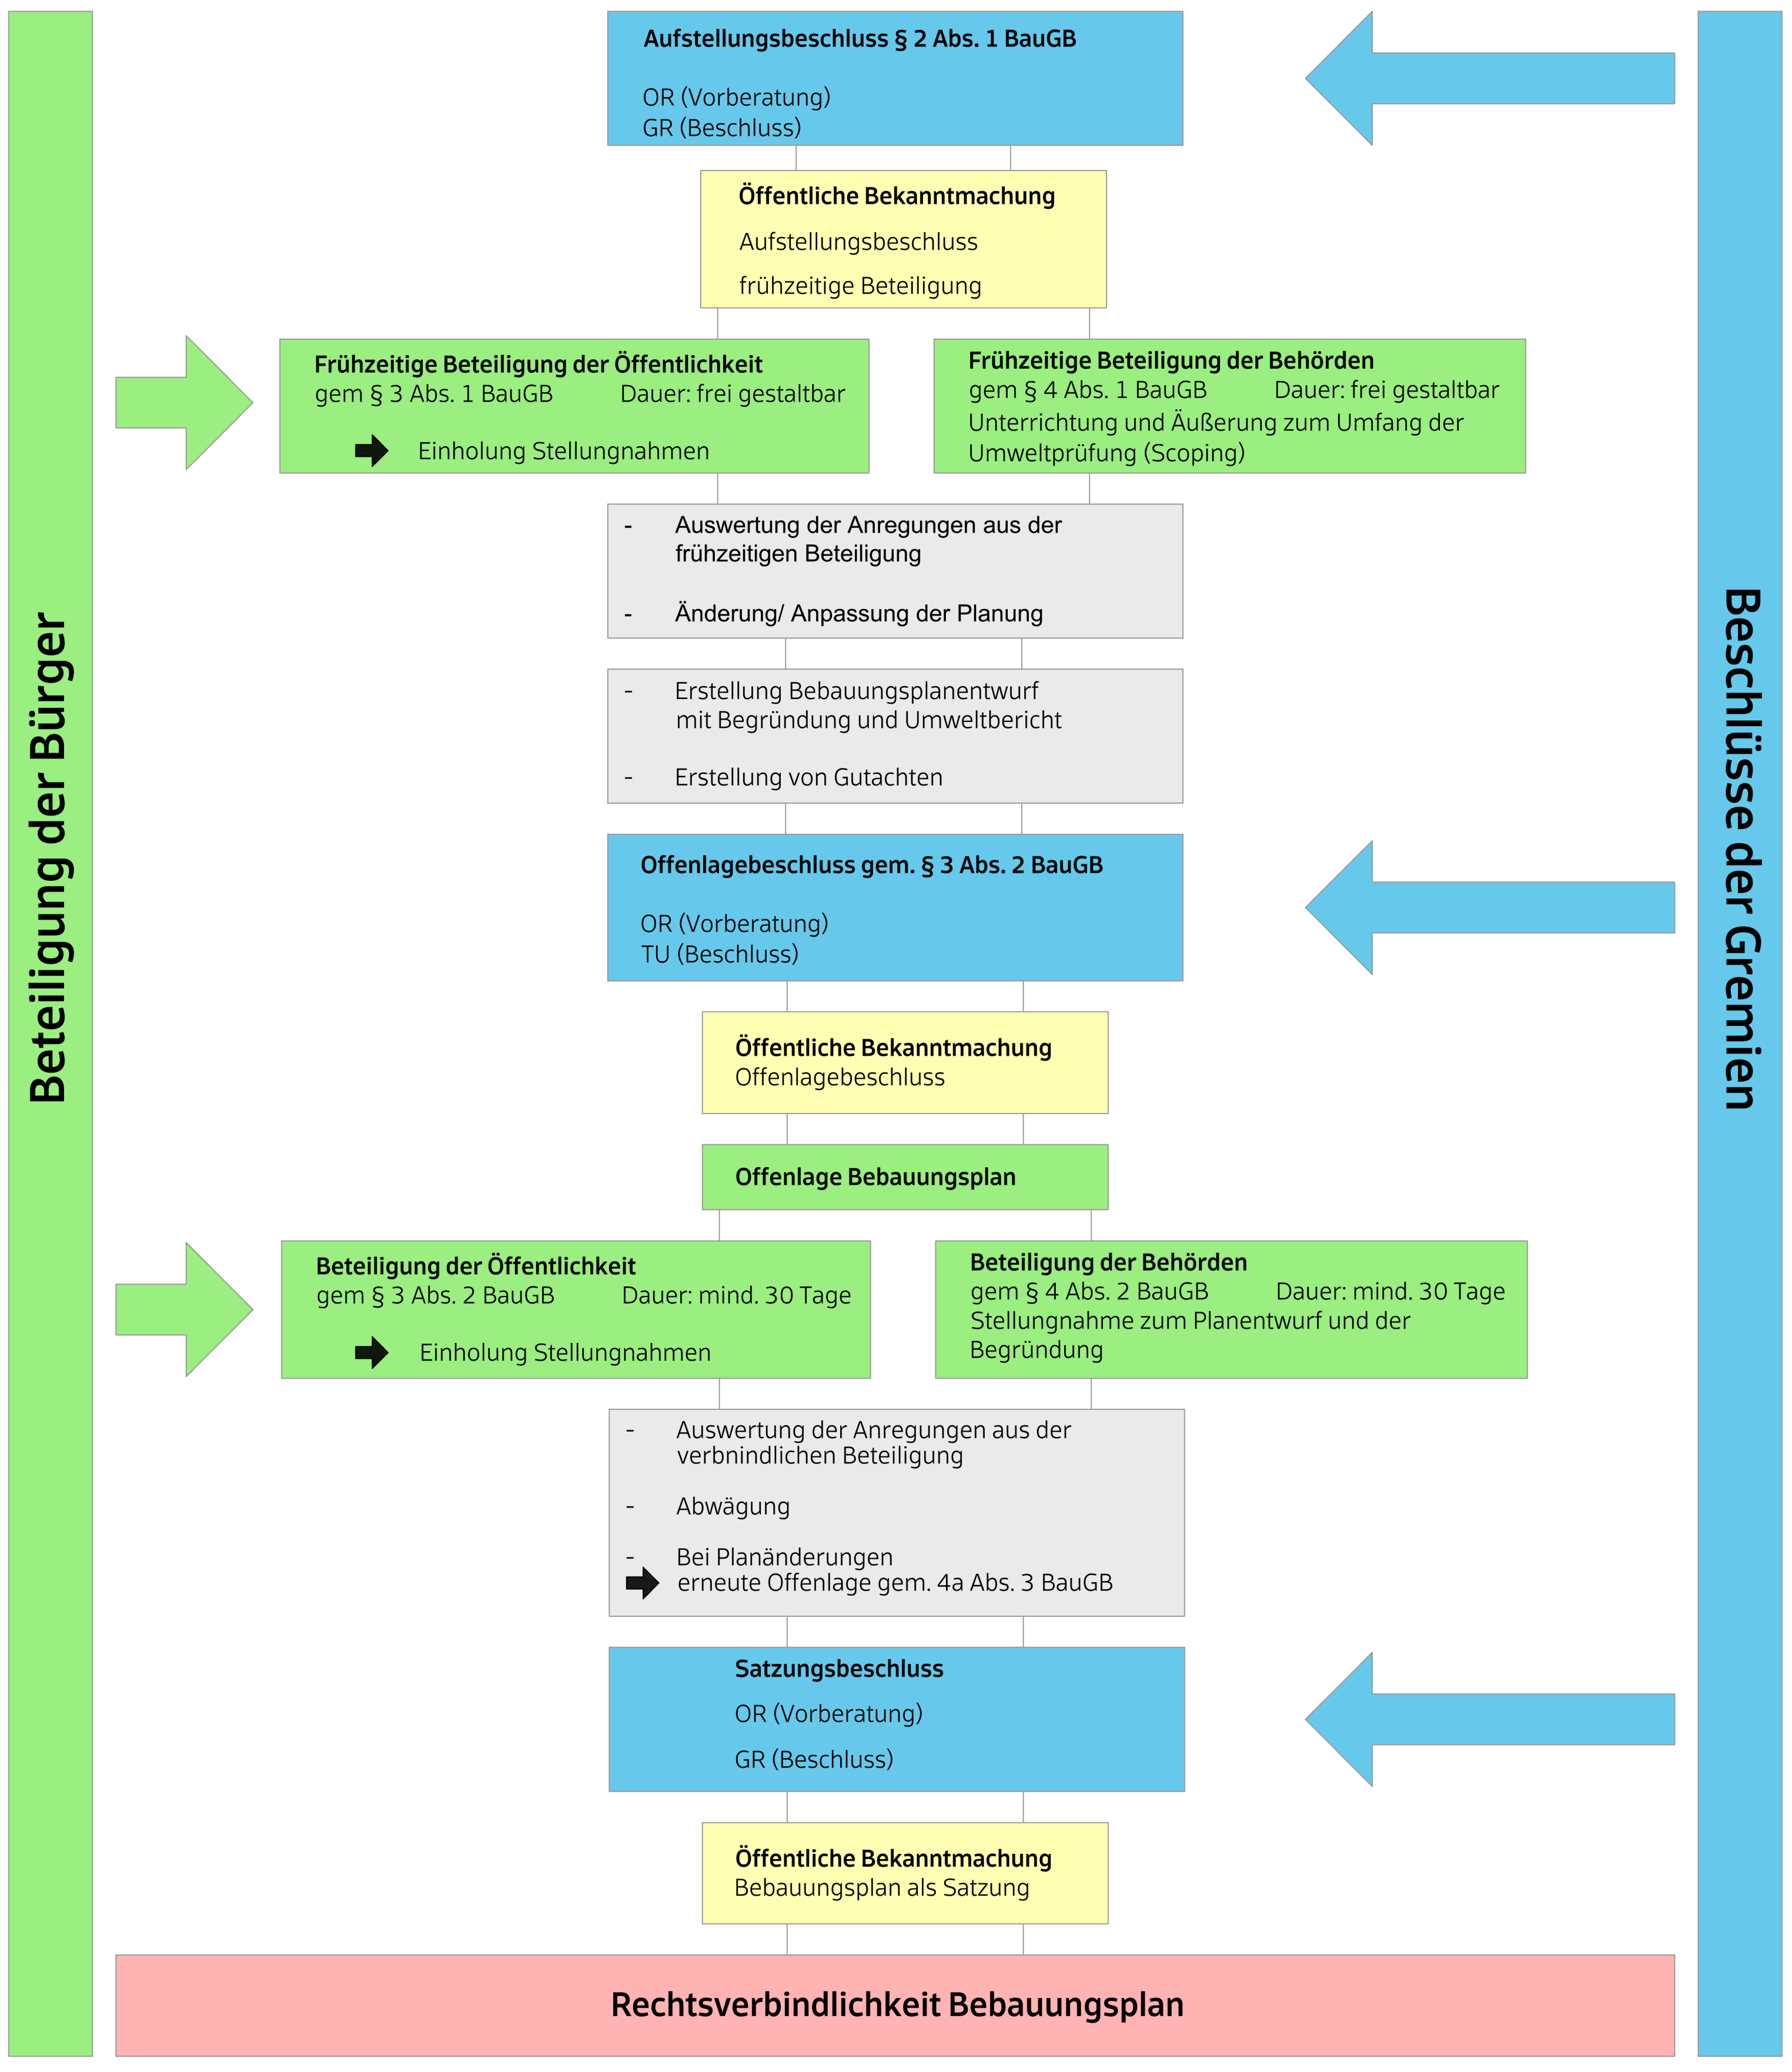 Beteiligung der Bürger
Beschlüsse der Gremien
Aufstellungsbeschluss § 2 Abs. 1 BauGB
OR (Vorberatung)
GR (Beschluss)
Öffentliche Bekanntmachung
Aufstellungsbeschluss
frühzeitige Beteiligung
Frühzeitige Beteiligung der Öffentlichkeit
gem § 3 Abs. 1 BauGB Dauer: frei gestaltbar
Einholung Stellungnahmen
Frühzeitige Beteiligung der Behörden
gem § 4 Abs. 1 BauGB Dauer: frei gestaltbar
Unterrichtung und Äußerung zum Umfang der
Umweltprüfung (Scoping)
- Auswertung der Anregungen aus der
frühzeitigen Beteiligung
- Änderung/ Anpassung der Planung
- Erstellung Bebauungsplanentwurf
mit Begründung und Umweltbericht
- Erstellung von Gutachten
Offenlagebeschluss gem. § 3 Abs. 2 BauGB
OR (Vorberatung)
TU (Beschluss)
Öffentliche Bekanntmachung
Offenlagebeschluss
Offenlage Bebauungsplan
Beteiligung der Öffentlichkeit
gem § 3 Abs. 2 BauGB Dauer: mind. 30 Tage
Einholung Stellungnahmen
Beteiligung der Behörden
gem § 4 Abs. 2 BauGB Dauer: mind. 30 Tage
Stellungnahme zum Planentwurf und der
Begründung
- Auswertung der Anregungen aus der
verbnindlichen Beteiligung
- Abwägung
- Bei Planänderungen
erneute Offenlage gem. 4a Abs. 3 BauGB
Satzungsbeschluss
OR (Vorberatung)
GR (Beschluss)
Öffentliche Bekanntmachung
Bebauungsplan als Satzung
Rechtsverbindlichkeit Bebauungsplan